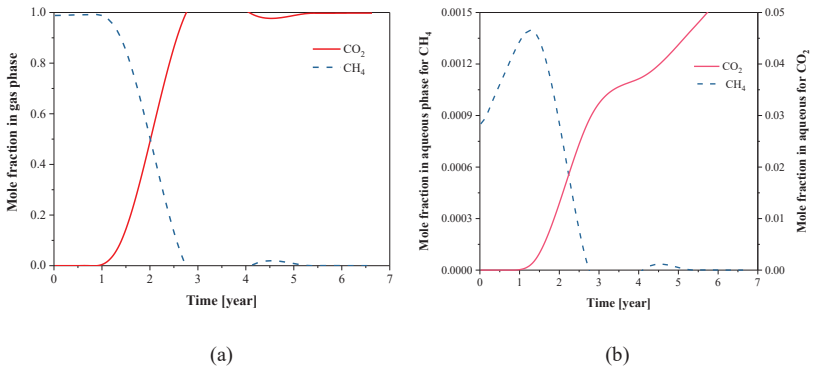 Mole fraction in gas phase
1.0
0.8
0.6
0.4
0.2
0.0
0 1 2 3 4 5 6 7
Time [year]
CO2
CH4
(a)
Mole fraction in aqueous phase for CH4
0.0015
0.0012
0.0009
0.0006
0.0003
0.0000
0 1 2 3 4 5 6 7
Time [year]
CO2
CH4
0.05
0.04
0.03
0.02
0.01
0.00
Mole fraction in aqueous for CO2
(b)